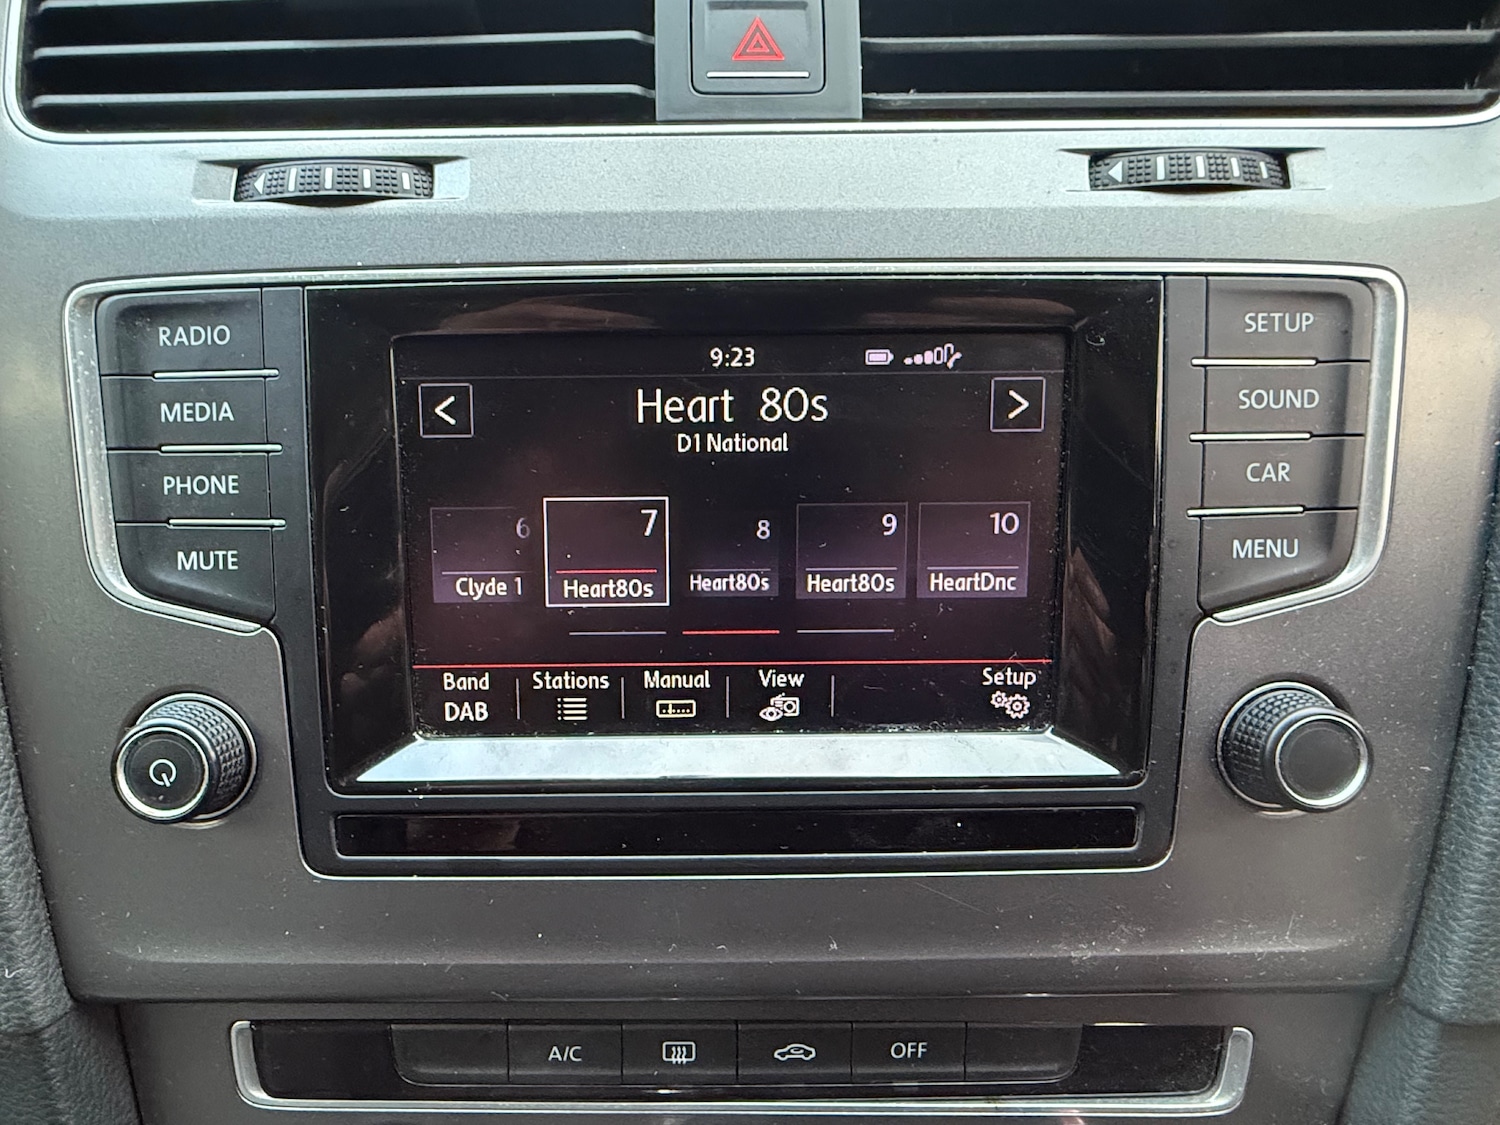 RADIO
MEDIA
PHONE
MUTE
9:23
Heart 80s
D1 National
6
Clyde 1
7
Heart80s
8
Heart80s
9
Heart80s
10
HeartDnc
Band
DAB
Stations
Manual
View
Setup
SETUP
SOUND
CAR
MENU
A/C
OFF